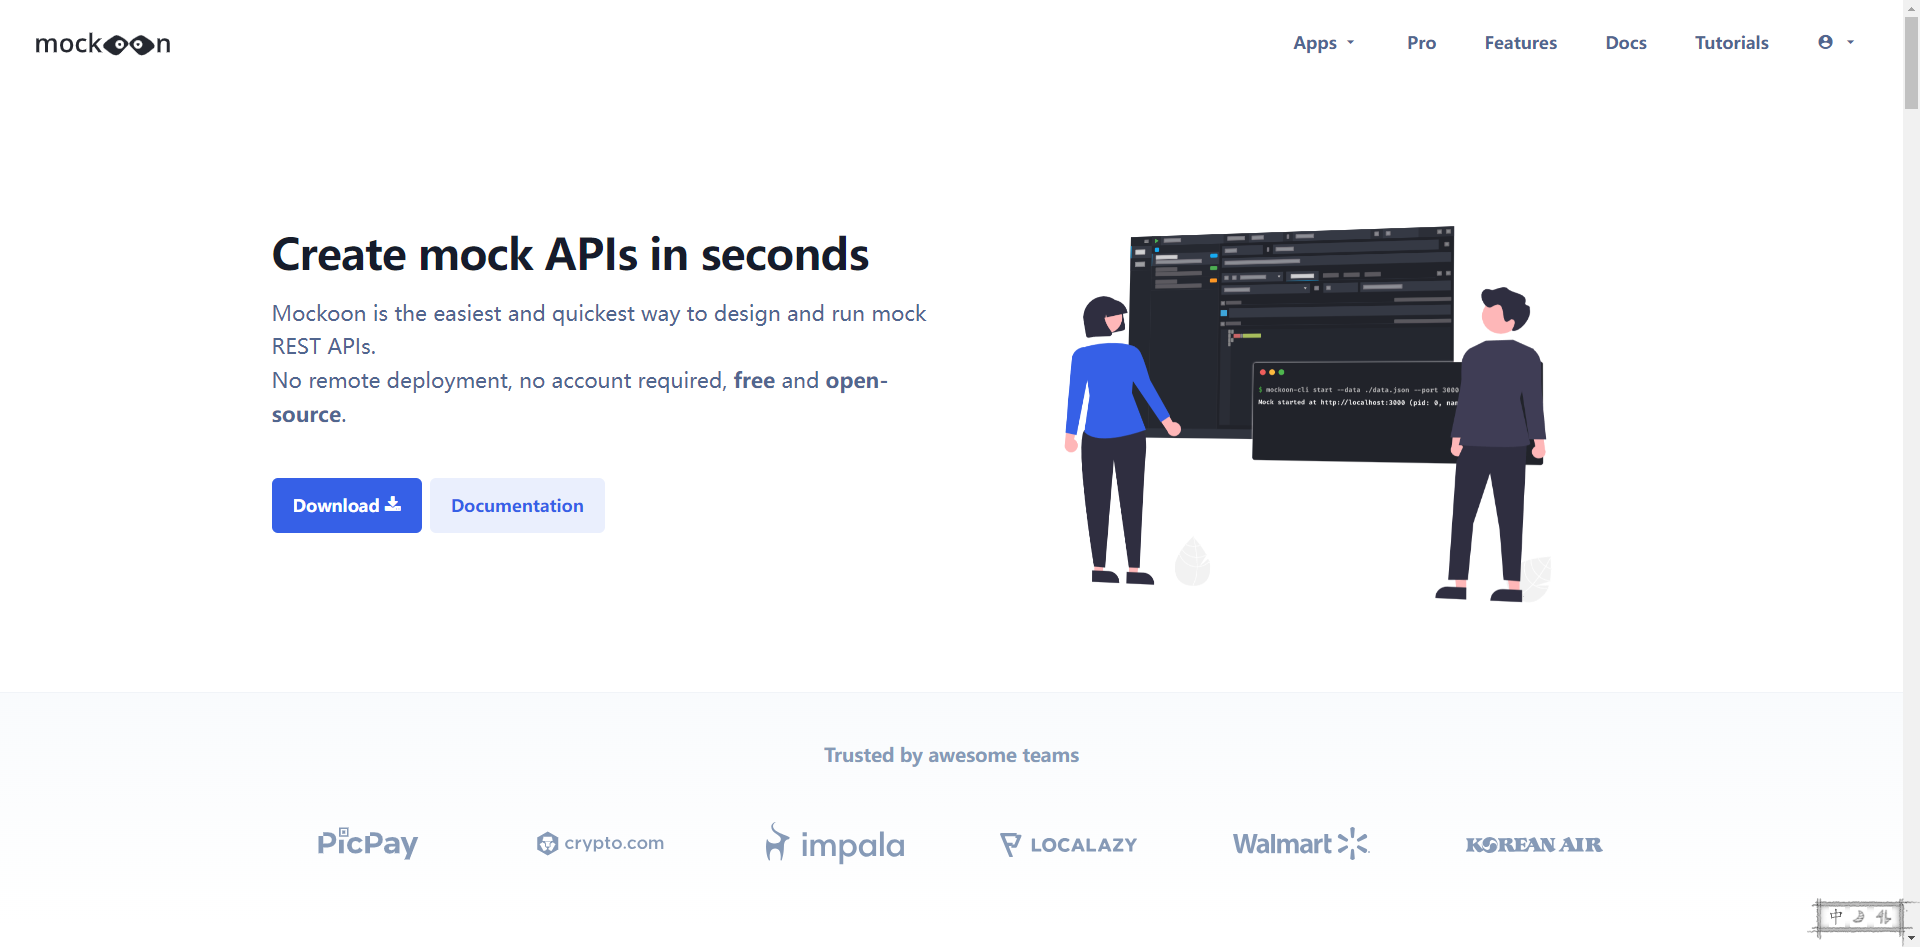 mockoon
Apps
Pro
Features
Docs
Tutorials
Create mock APIs in seconds
Mockoon is the easiest and quickest way to design and run mock
REST APIs.
No remote deployment, no account required, free and open-
source.
Download
Documentation
$ mockoon-cli start --data ./data.json --port 3000
Mock started at http://localhost:3000 (pid: 0, nam
Trusted by awesome teams
PicPay
crypto.com
impala
LOCALAZY
Walmart
KOREAN AIR
中